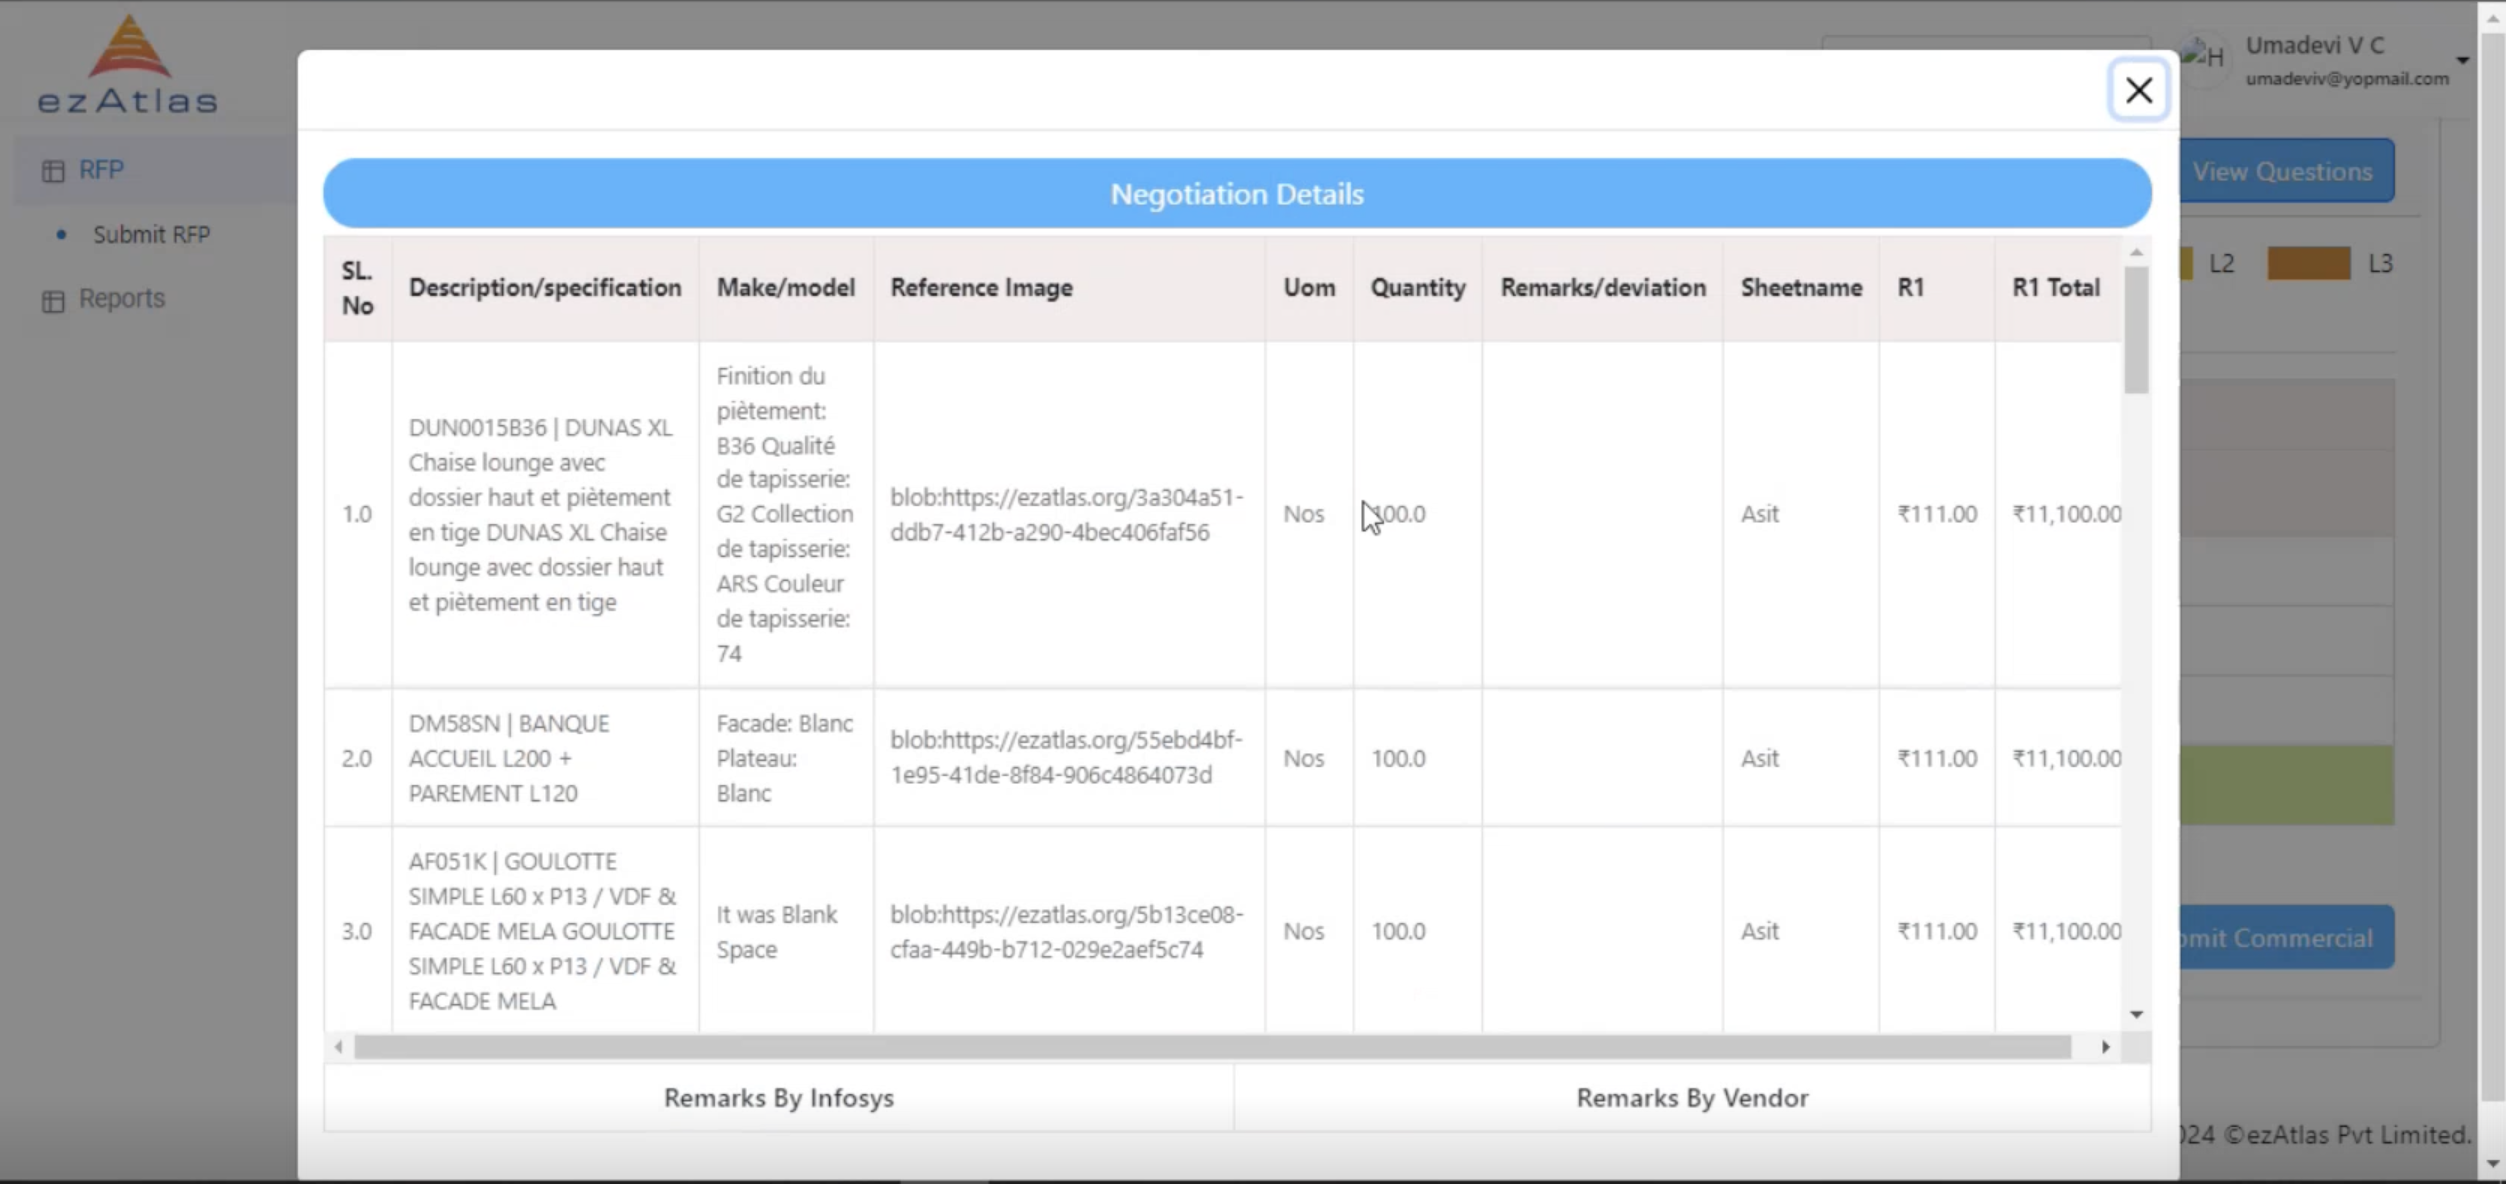 ezAtlas
H
Umadevi V C
umadeviv@yopmail.com
RFP
Submit RFP
Reports
View Questions
L2
L3
Negotiation Details
SL. No
Description/specification
Make/model
Reference Image
Uom
Quantity
Remarks/deviation
Sheetname
R1
R1 Total
1.0
DUN0015B36 | DUNAS XL
Chaise lounge avec
dossier haut et piètement
en tige DUNAS XL Chaise
lounge avec dossier haut
et piètement en tige
Finition du
piètement:
B36 Qualité
de tapisserie:
G2 Collection
de tapisserie:
ARS Couleur
de tapisserie:
74
blob:https://ezatlas.org/3a304a51-
ddb7-412b-a290-4bec406faf56
Nos
100.0
Asit
₹111.00
₹11,100.00
2.0
DM58SN | BANQUE
ACCUEIL L200 +
PAREMENT L120
Facade: Blanc
Plateau:
Blanc
blob:https://ezatlas.org/55ebd4bf-
1e95-41de-8f84-906c4864073d
Nos
100.0
Asit
₹111.00
₹11,100.00
3.0
AF051K | GOULOTTE
SIMPLE L60 x P13 / VDF &
FACADE MELA GOULOTTE
SIMPLE L60 x P13 / VDF &
FACADE MELA
It was Blank
Space
blob:https://ezatlas.org/5b13ce08-
cfaa-449b-b712-029e2aef5c74
Nos
100.0
Asit
₹111.00
₹11,100.00
Remarks By Infosys
Remarks By Vendor
mit Commercial
024 ©ezAtlas Pvt Limited.